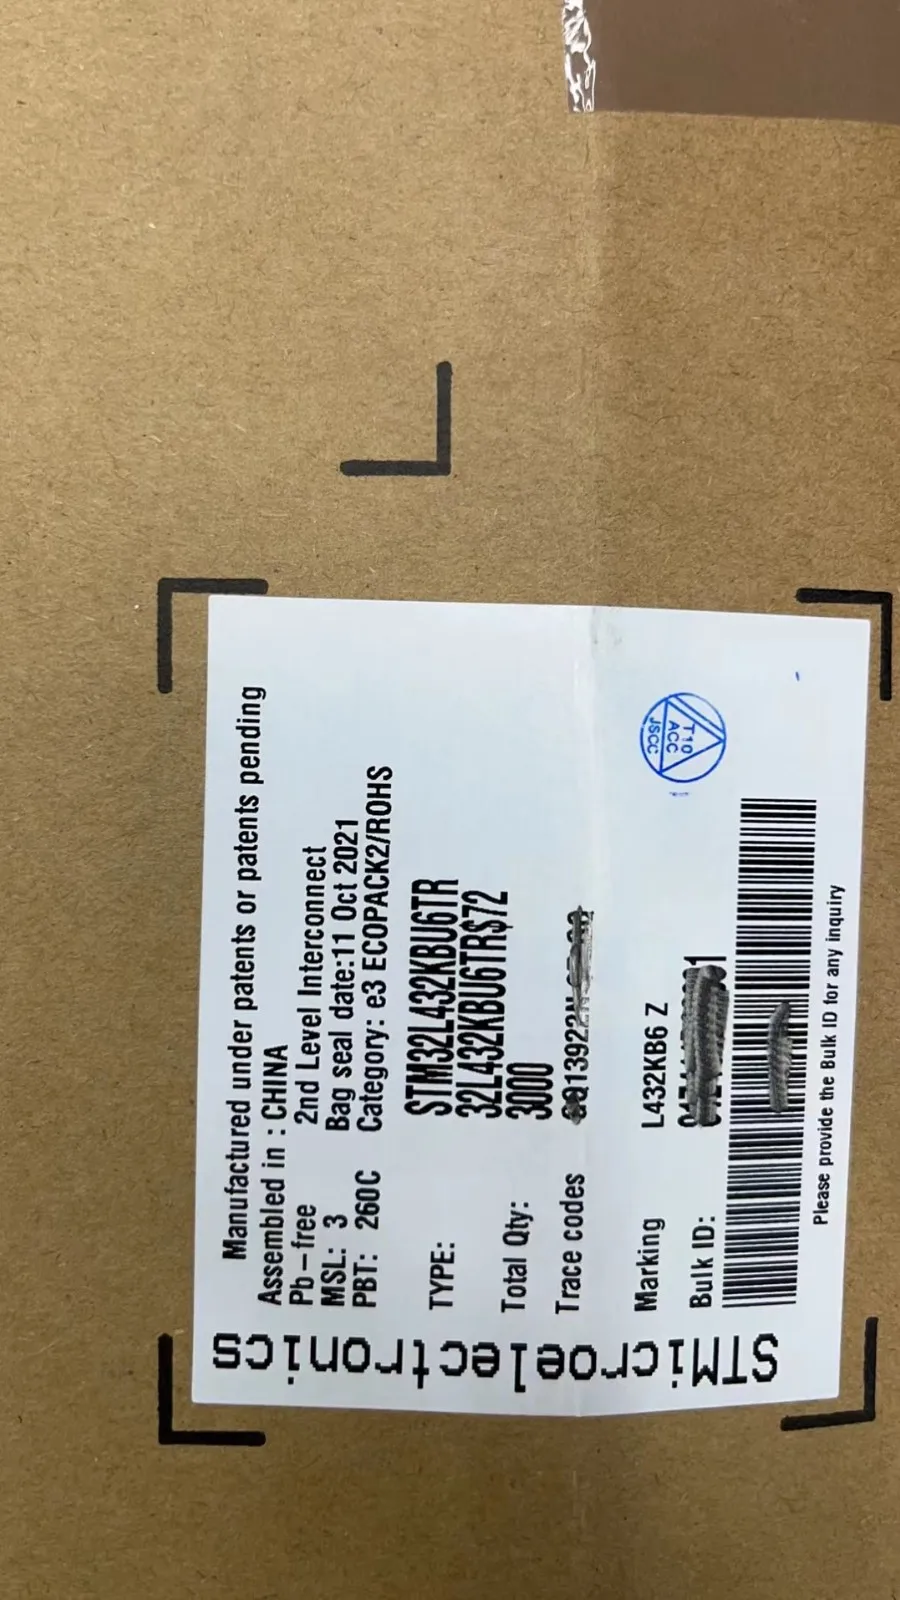 STMicroelectronics
Manufactured under patents or patents pending
Assembled in : CHINA
Pb-free 2nd Level Interconnect
MSL: 3 Bag seal date:11 Oct 2021
PBT: 260C Category: e3 ECOPACK2/ROHS
TYPE: STM32L432KBU6TR
32L432KBU6TR$72
Total Qty: 3000
Trace codes
Marking L432KB6 Z
Bulk ID:
Please provide the Bulk ID for any inquiry
JSCC
ACC
T10